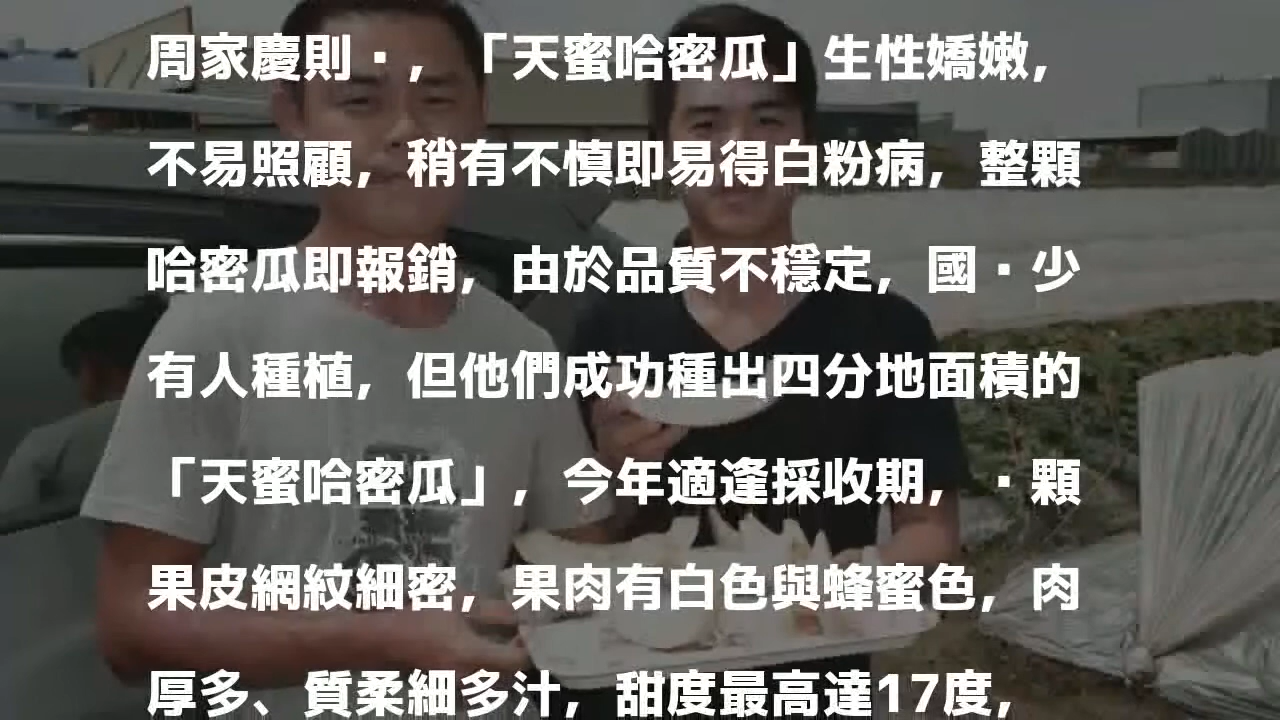 周家慶則·，「天蜜哈密瓜」生性嬌嫩，
不易照顧，稍有不慎即易得白粉病，整顆
哈密瓜即報銷，由於品質不穩定，國·少
有人種植，但他們成功種出四分地面積的
「天蜜哈密瓜」，今年適逢採收期，·顆
果皮網紋細密，果肉有白色與蜂蜜色，肉
厚多、質柔細多汁，甜度最高達17度，